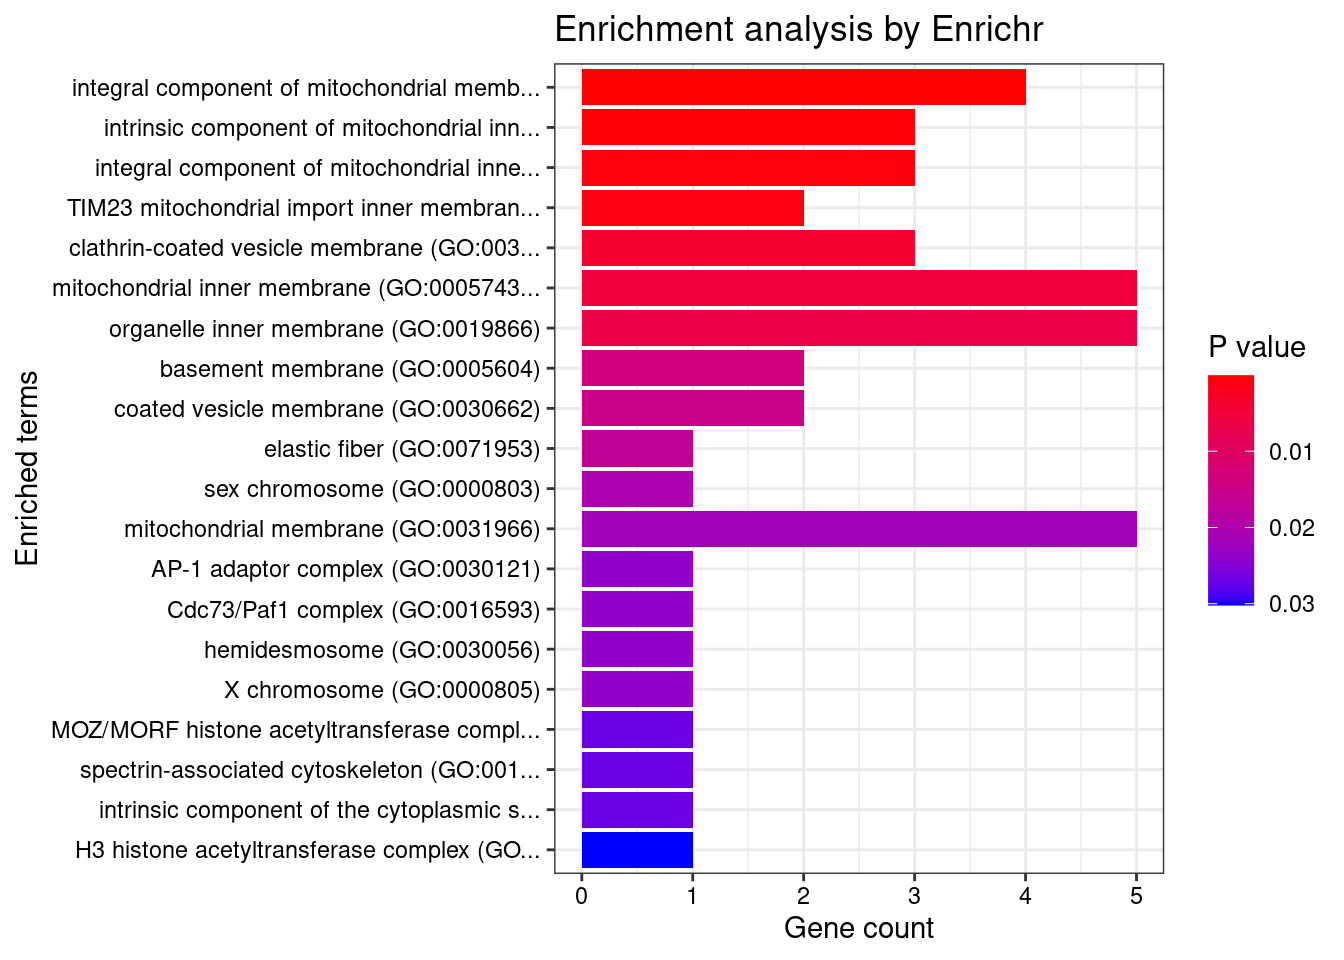 Enrichment analysis by Enrichr
integral component of mitochondrial memb...
intrinsic component of mitochondrial inn...
integral component of mitochondrial inne...
TIM23 mitochondrial import inner membran...
clathrin-coated vesicle membrane (GO:003...
mitochondrial inner membrane (GO:0005743...
organelle inner membrane (GO:0019866)
basement membrane (GO:0005604)
coated vesicle membrane (GO:0030662)
elastic fiber (GO:0071953)
sex chromosome (GO:0000803)
mitochondrial membrane (GO:0031966)
AP-1 adaptor complex (GO:0030121)
Cdc73/Paf1 complex (GO:0016593)
hemidesmosome (GO:0030056)
X chromosome (GO:0000805)
MOZ/MORF histone acetyltransferase compl...
spectrin-associated cytoskeleton (GO:001...
intrinsic component of the cytoplasmic s...
H3 histone acetyltransferase complex (GO...
Enriched terms
0 1 2 3 4 5
Gene count
P value
0.01
0.02
0.03